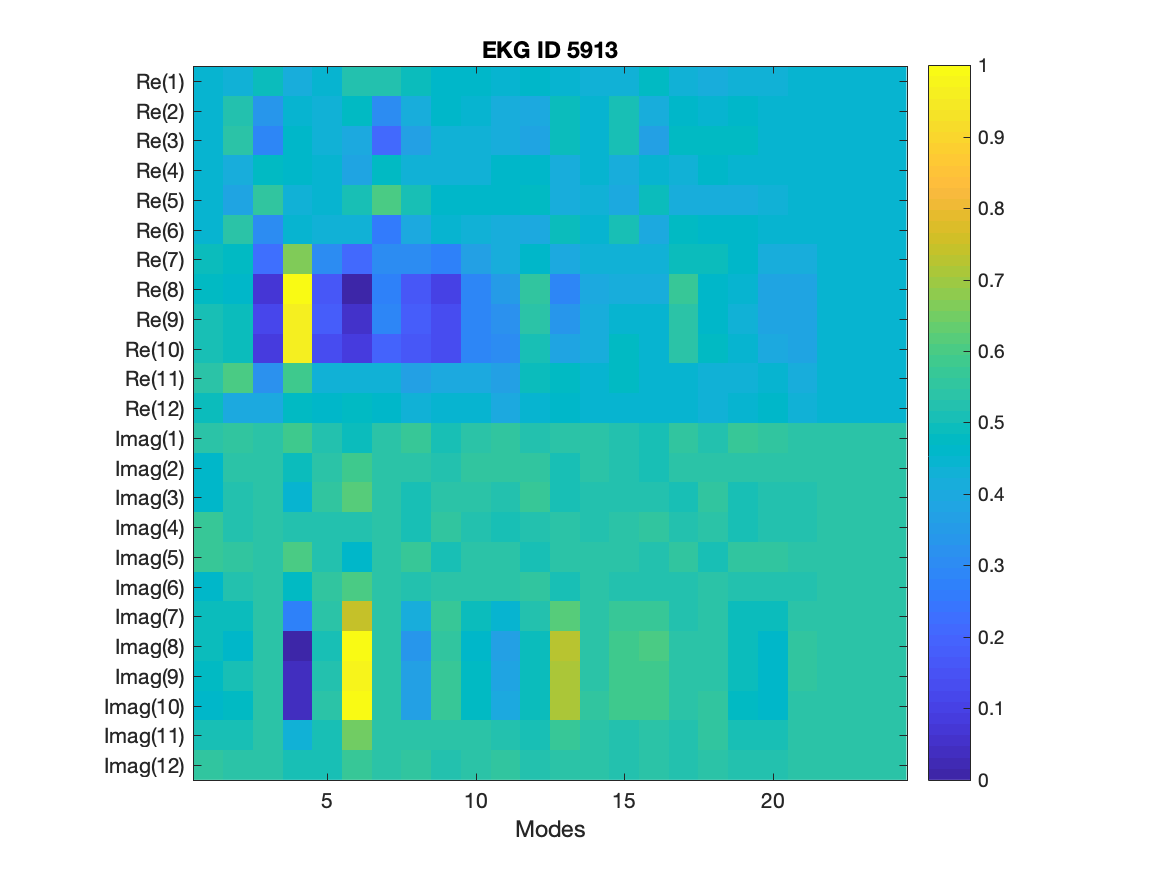 EKG ID 5913
Re(1)
Re(2)
Re(3)
Re(4)
Re(5)
Re(6)
Re(7)
Re(8)
Re(9)
Re(10)
Re(11)
Re(12)
Imag(1)
Imag(2)
Imag(3)
Imag(4)
Imag(5)
Imag(6)
Imag(7)
Imag(8)
Imag(9)
Imag(10)
Imag(11)
Imag(12)
5 10 15 20
Modes
1
0.9
0.8
0.7
0.6
0.5
0.4
0.3
0.2
0.1
0